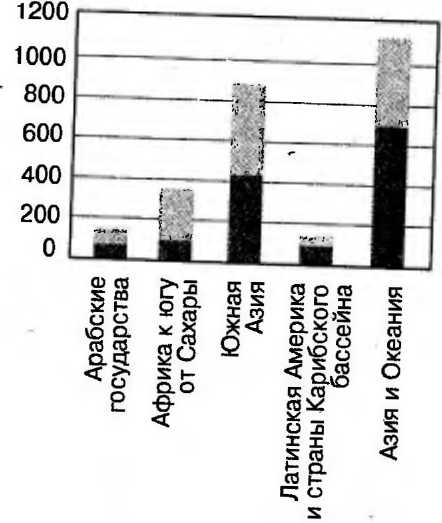 1200
1000
800
600
400
200
0
Арабские
государства
Африка к югу
от Сахары
Южная
Азия
Латинская Америка
и страны Карибского
бассейна
Азия и Океания